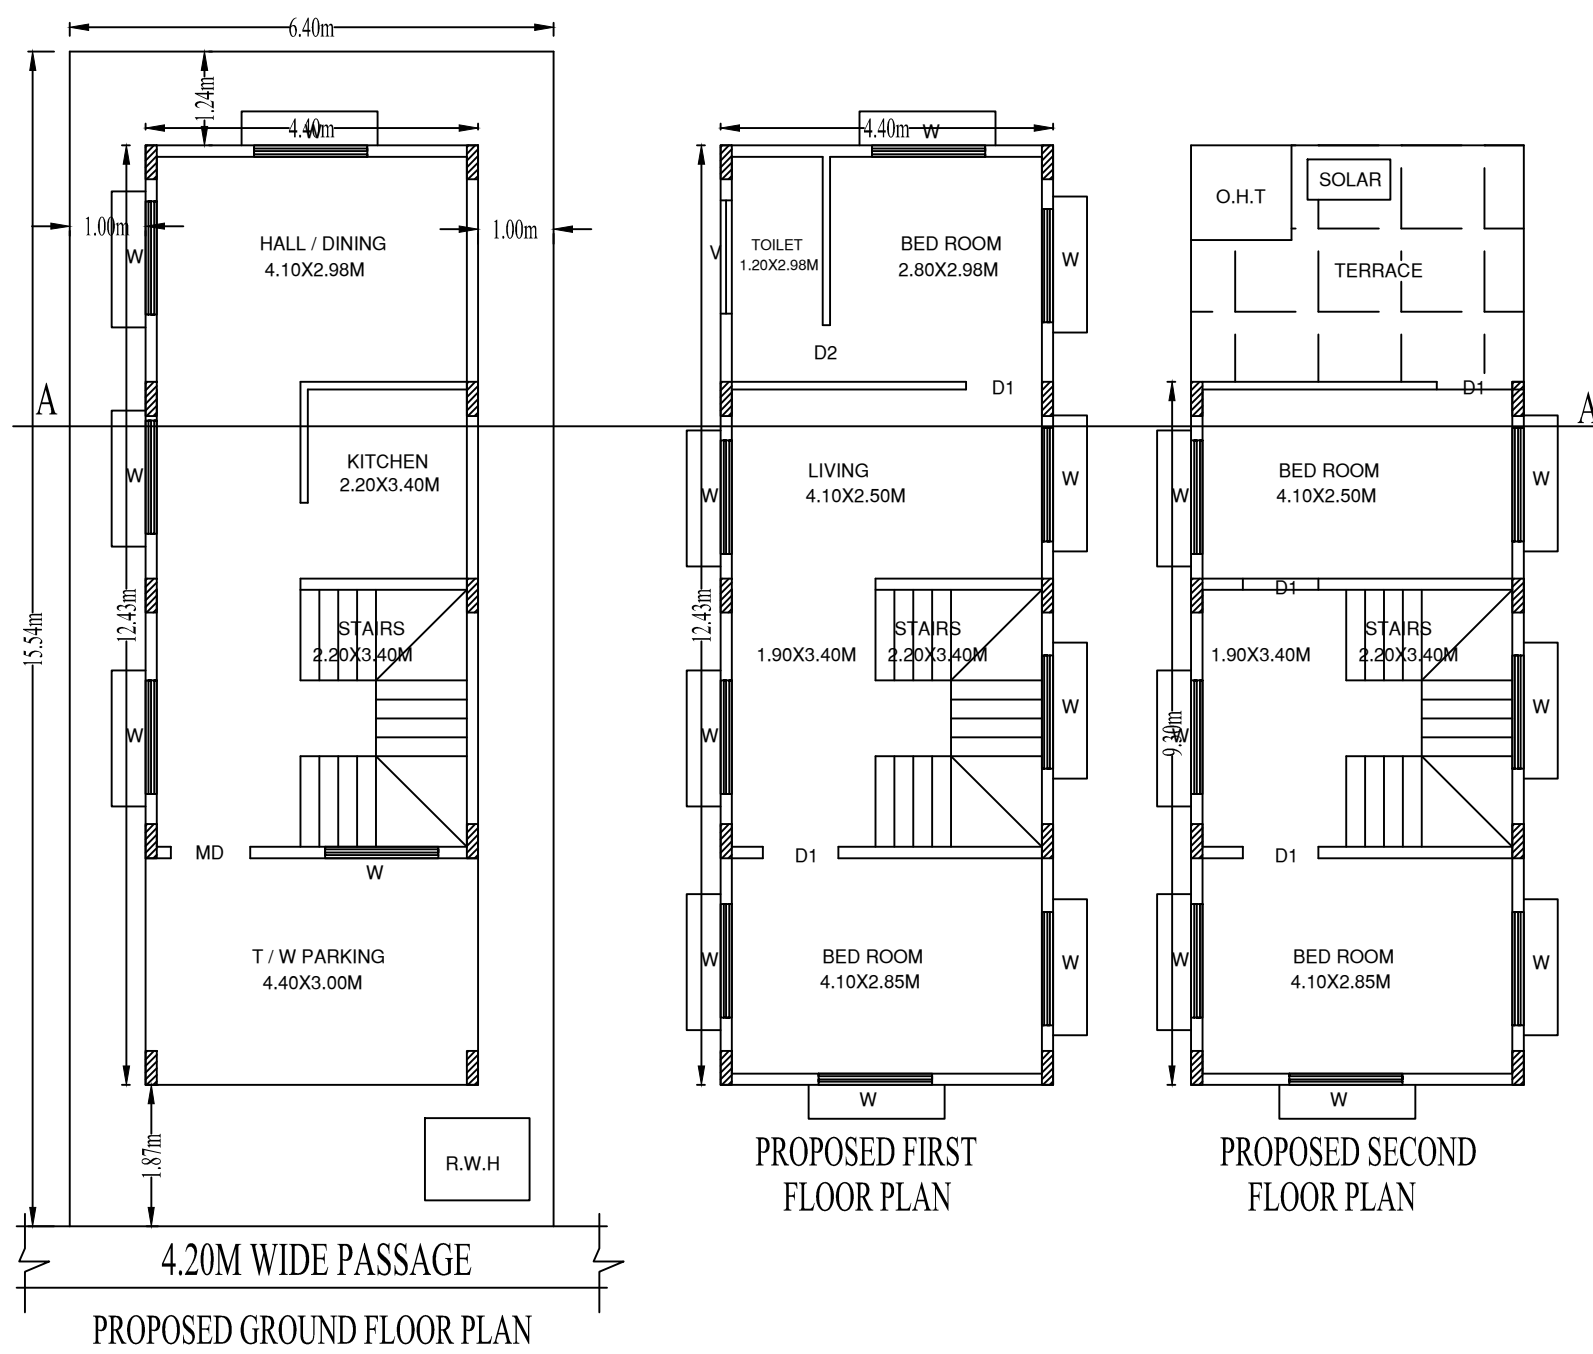 6.40m
1.24m
4.40m
W
1.00m
1.00m
W
HALL / DINING
4.10X2.98M
A
KITCHEN
2.20X3.40M
W
12.43m
15.54m
STAIRS
2.20X3.40M
W
MD
W
T / W PARKING
4.40X3.00M
1.87m
R.W.H
4.20M WIDE PASSAGE
PROPOSED GROUND FLOOR PLAN
4.40m
W
V
TOILET
1.20X2.98M
BED ROOM
2.80X2.98M
W
D2
D1
LIVING
4.10X2.50M
W
W
12.43m
STAIRS
1.90X3.40M
2.20X3.40M
W
W
D1
BED ROOM
4.10X2.85M
W
W
W
PROPOSED FIRST
FLOOR PLAN
O.H.T
SOLAR
TERRACE
D1
A
BED ROOM
4.10X2.50M
W
W
D1
STAIRS
1.90X3.40M
2.20X3.40M
W
W
9.30m
D1
BED ROOM
4.10X2.85M
W
W
W
PROPOSED SECOND
FLOOR PLAN